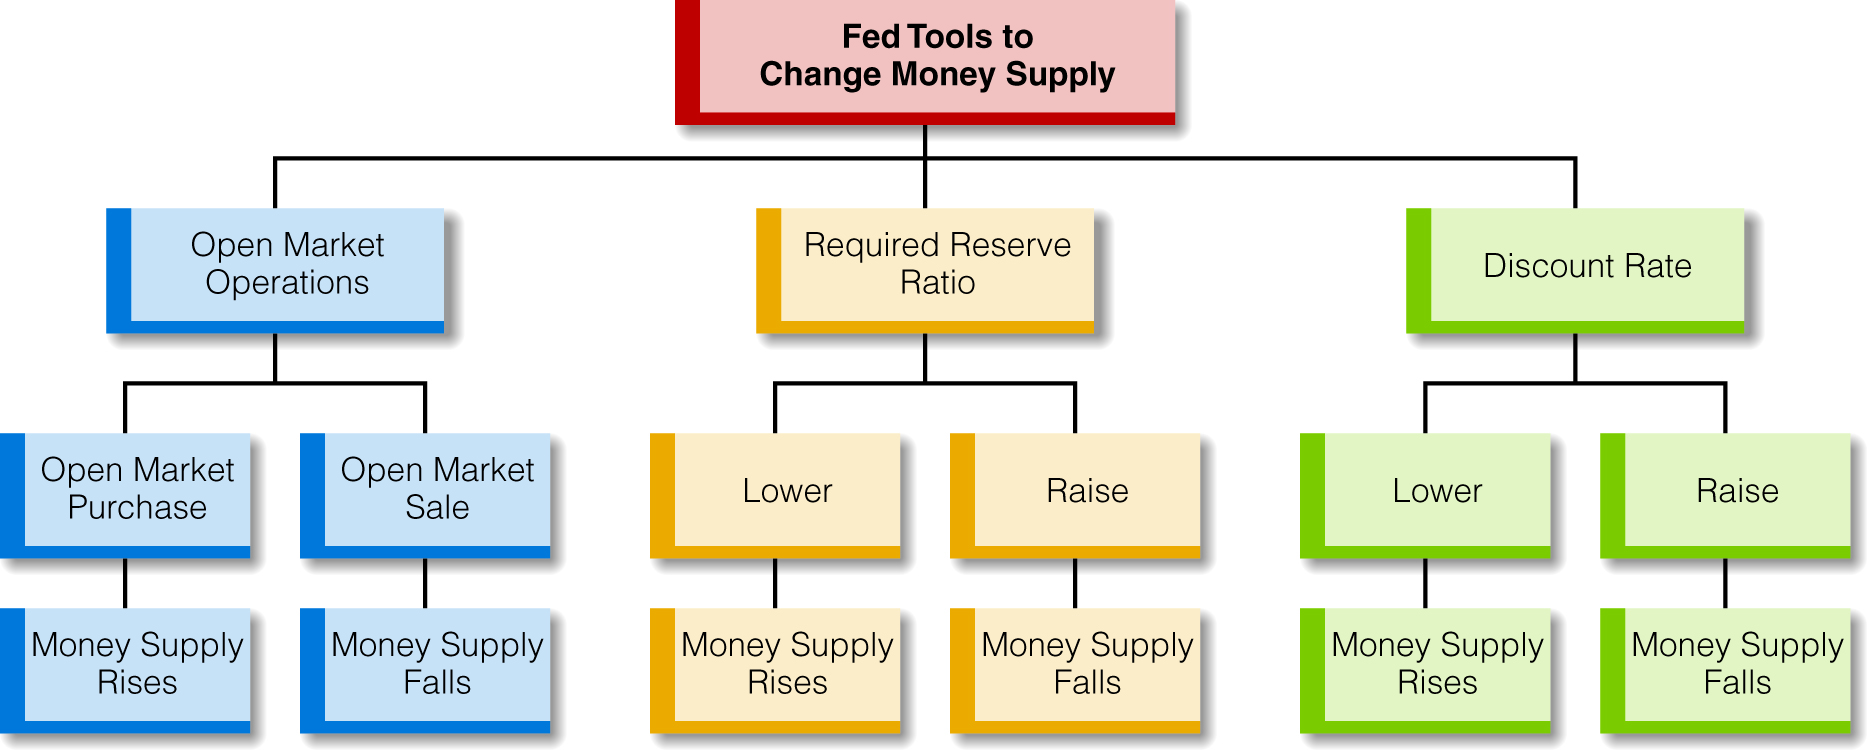 Fed Tools to
Change Money Supply
Open Market
Operations
Required Reserve
Ratio
Discount Rate
Open Market
Purchase
Open Market
Sale
Lower
Raise
Lower
Raise
Money Supply
Rises
Money Supply
Falls
Money Supply
Rises
Money Supply
Falls
Money Supply
Rises
Money Supply
Falls